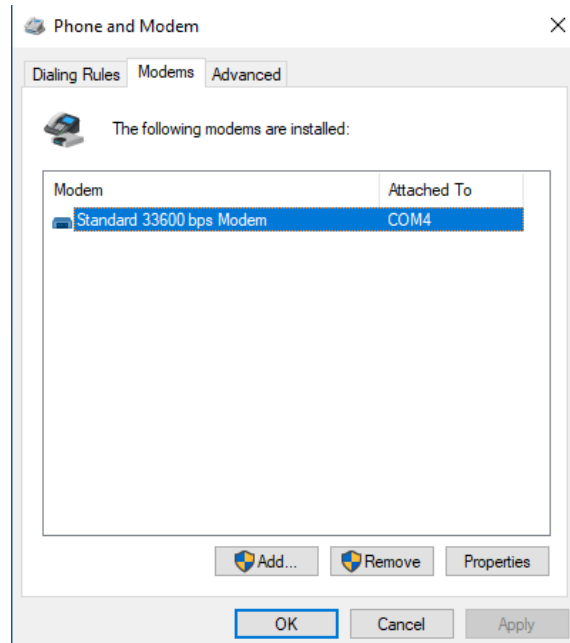 Phone and Modem
Dialing Rules Modems Advanced
The following modems are installed:
Modem Attached To
Standard 33600 bps Modem COM4
Add... Remove Properties
OK Cancel Apply